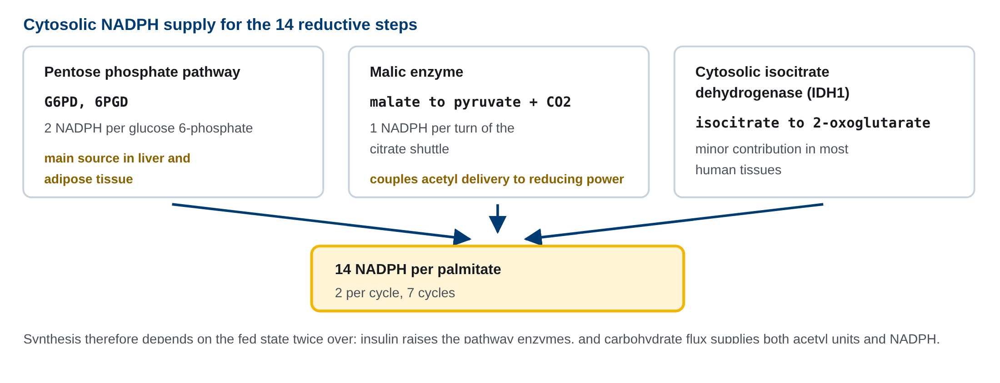 Cytosolic NADPH supply for the 14 reductive steps
Pentose phosphate pathway
G6PD, 6PGD
2 NADPH per glucose 6-phosphate
main source in liver and
adipose tissue
Malic enzyme
malate to pyruvate + CO2
1 NADPH per turn of the
citrate shuttle
couples acetyl delivery to reducing power
Cytosolic isocitrate
dehydrogenase (IDH1)
isocitrate to 2-oxoglutarate
minor contribution in most
human tissues
14 NADPH per palmitate
2 per cycle, 7 cycles
Synthesis therefore depends on the fed state twice over: insulin raises the pathway enzymes, and carbohydrate flux supplies both acetyl units and NADPH.